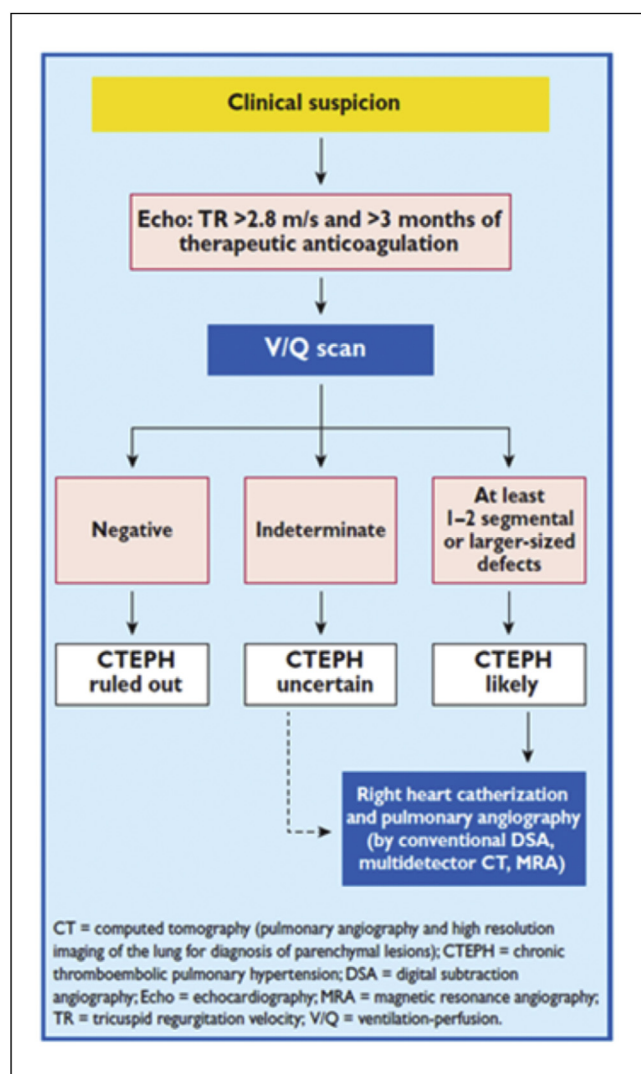 Clinical suspicion
Echo: TR >2.8 m/s and >3 months of
therapeutic anticoagulation
V/Q scan
Negative
Indeterminate
At least
1–2 segmental
or larger-sized
defects
CTEPH
ruled out
CTEPH
uncertain
CTEPH
likely
Right heart catherization
and pulmonary angiography
(by conventional DSA,
multidetector CT, MRA)
CT = computed tomography (pulmonary angiography and high resolution
imaging of the lung for diagnosis of parenchymal lesions); CTEPH = chronic
thromboembolic pulmonary hypertension; DSA = digital subtraction
angiography; Echo = echocardiography; MRA = magnetic resonance angiography;
TR = tricuspid regurgitation velocity; V/Q = ventilation-perfusion.